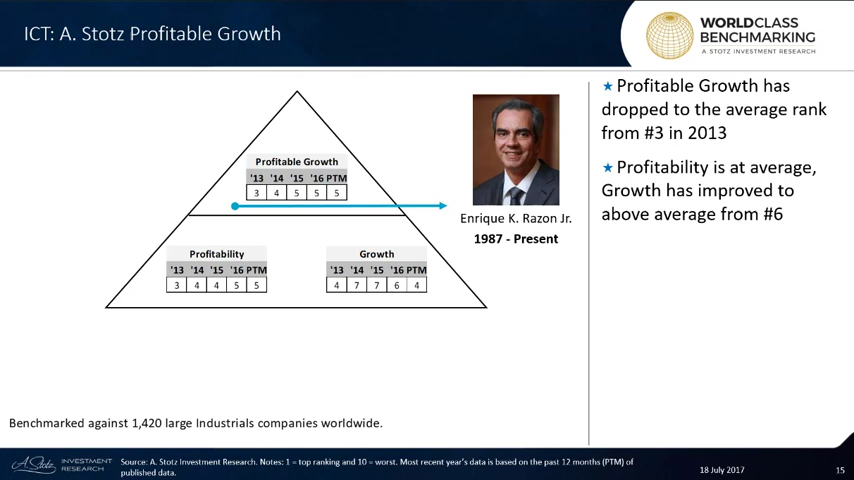 ICT: A. Stotz Profitable Growth
WORLDCLASS
BENCHMARKING
A STOTZ INVESTMENT RESEARCH
Profitable Growth
'13 '14 '15 '16 PTM
3 4 5 5 5
Enrique K. Razon Jr.
1987 - Present
Profitability
'13 '14 '15 '16 PTM
3 4 4 5 5
Growth
'13 '14 '15 '16 PTM
4 7 7 6 4
★ Profitable Growth has
dropped to the average rank
from #3 in 2013
★ Profitability is at average,
Growth has improved to
above average from #6
Benchmarked against 1,420 large Industrials companies worldwide.
A. Stotz INVESTMENT
RESEARCH
Source: A. Stotz Investment Research. Notes: 1 = top ranking and 10 = worst. Most recent year's data is based on the past 12 months (PTM) of
published data.
18 July 2017
15